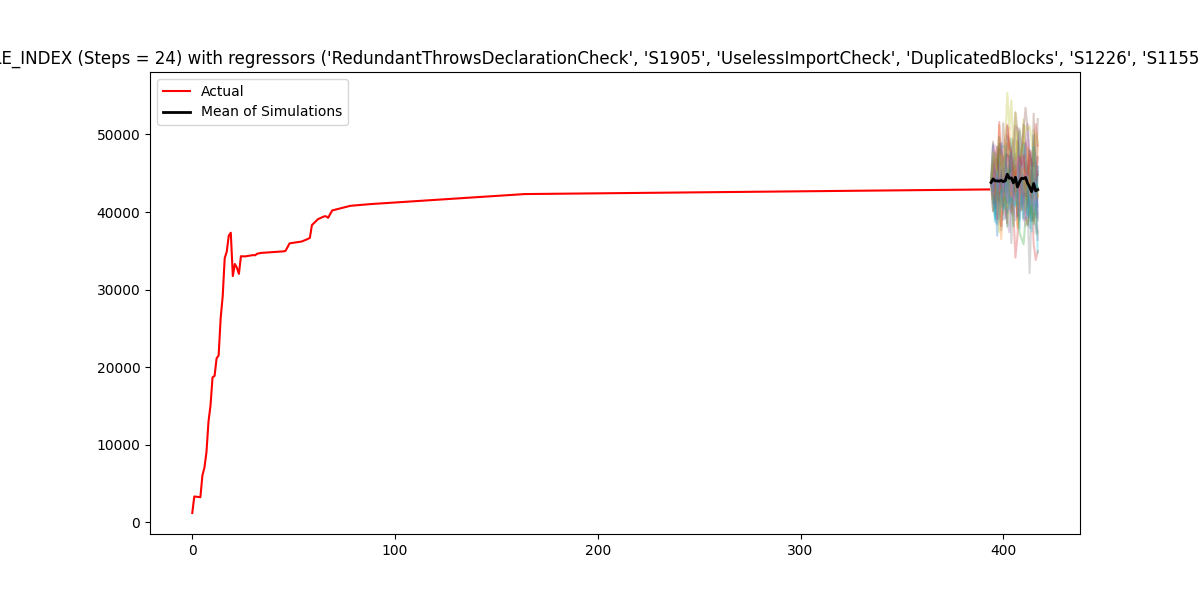 E_INDEX (Steps = 24) with regressors ('RedundantThrowsDeclarationCheck', 'S1905', 'UselessImportCheck', 'DuplicatedBlocks', 'S1226', 'S1155
Actual
Mean of Simulations
50000
40000
30000
20000
10000
0
0 100 200 300 400